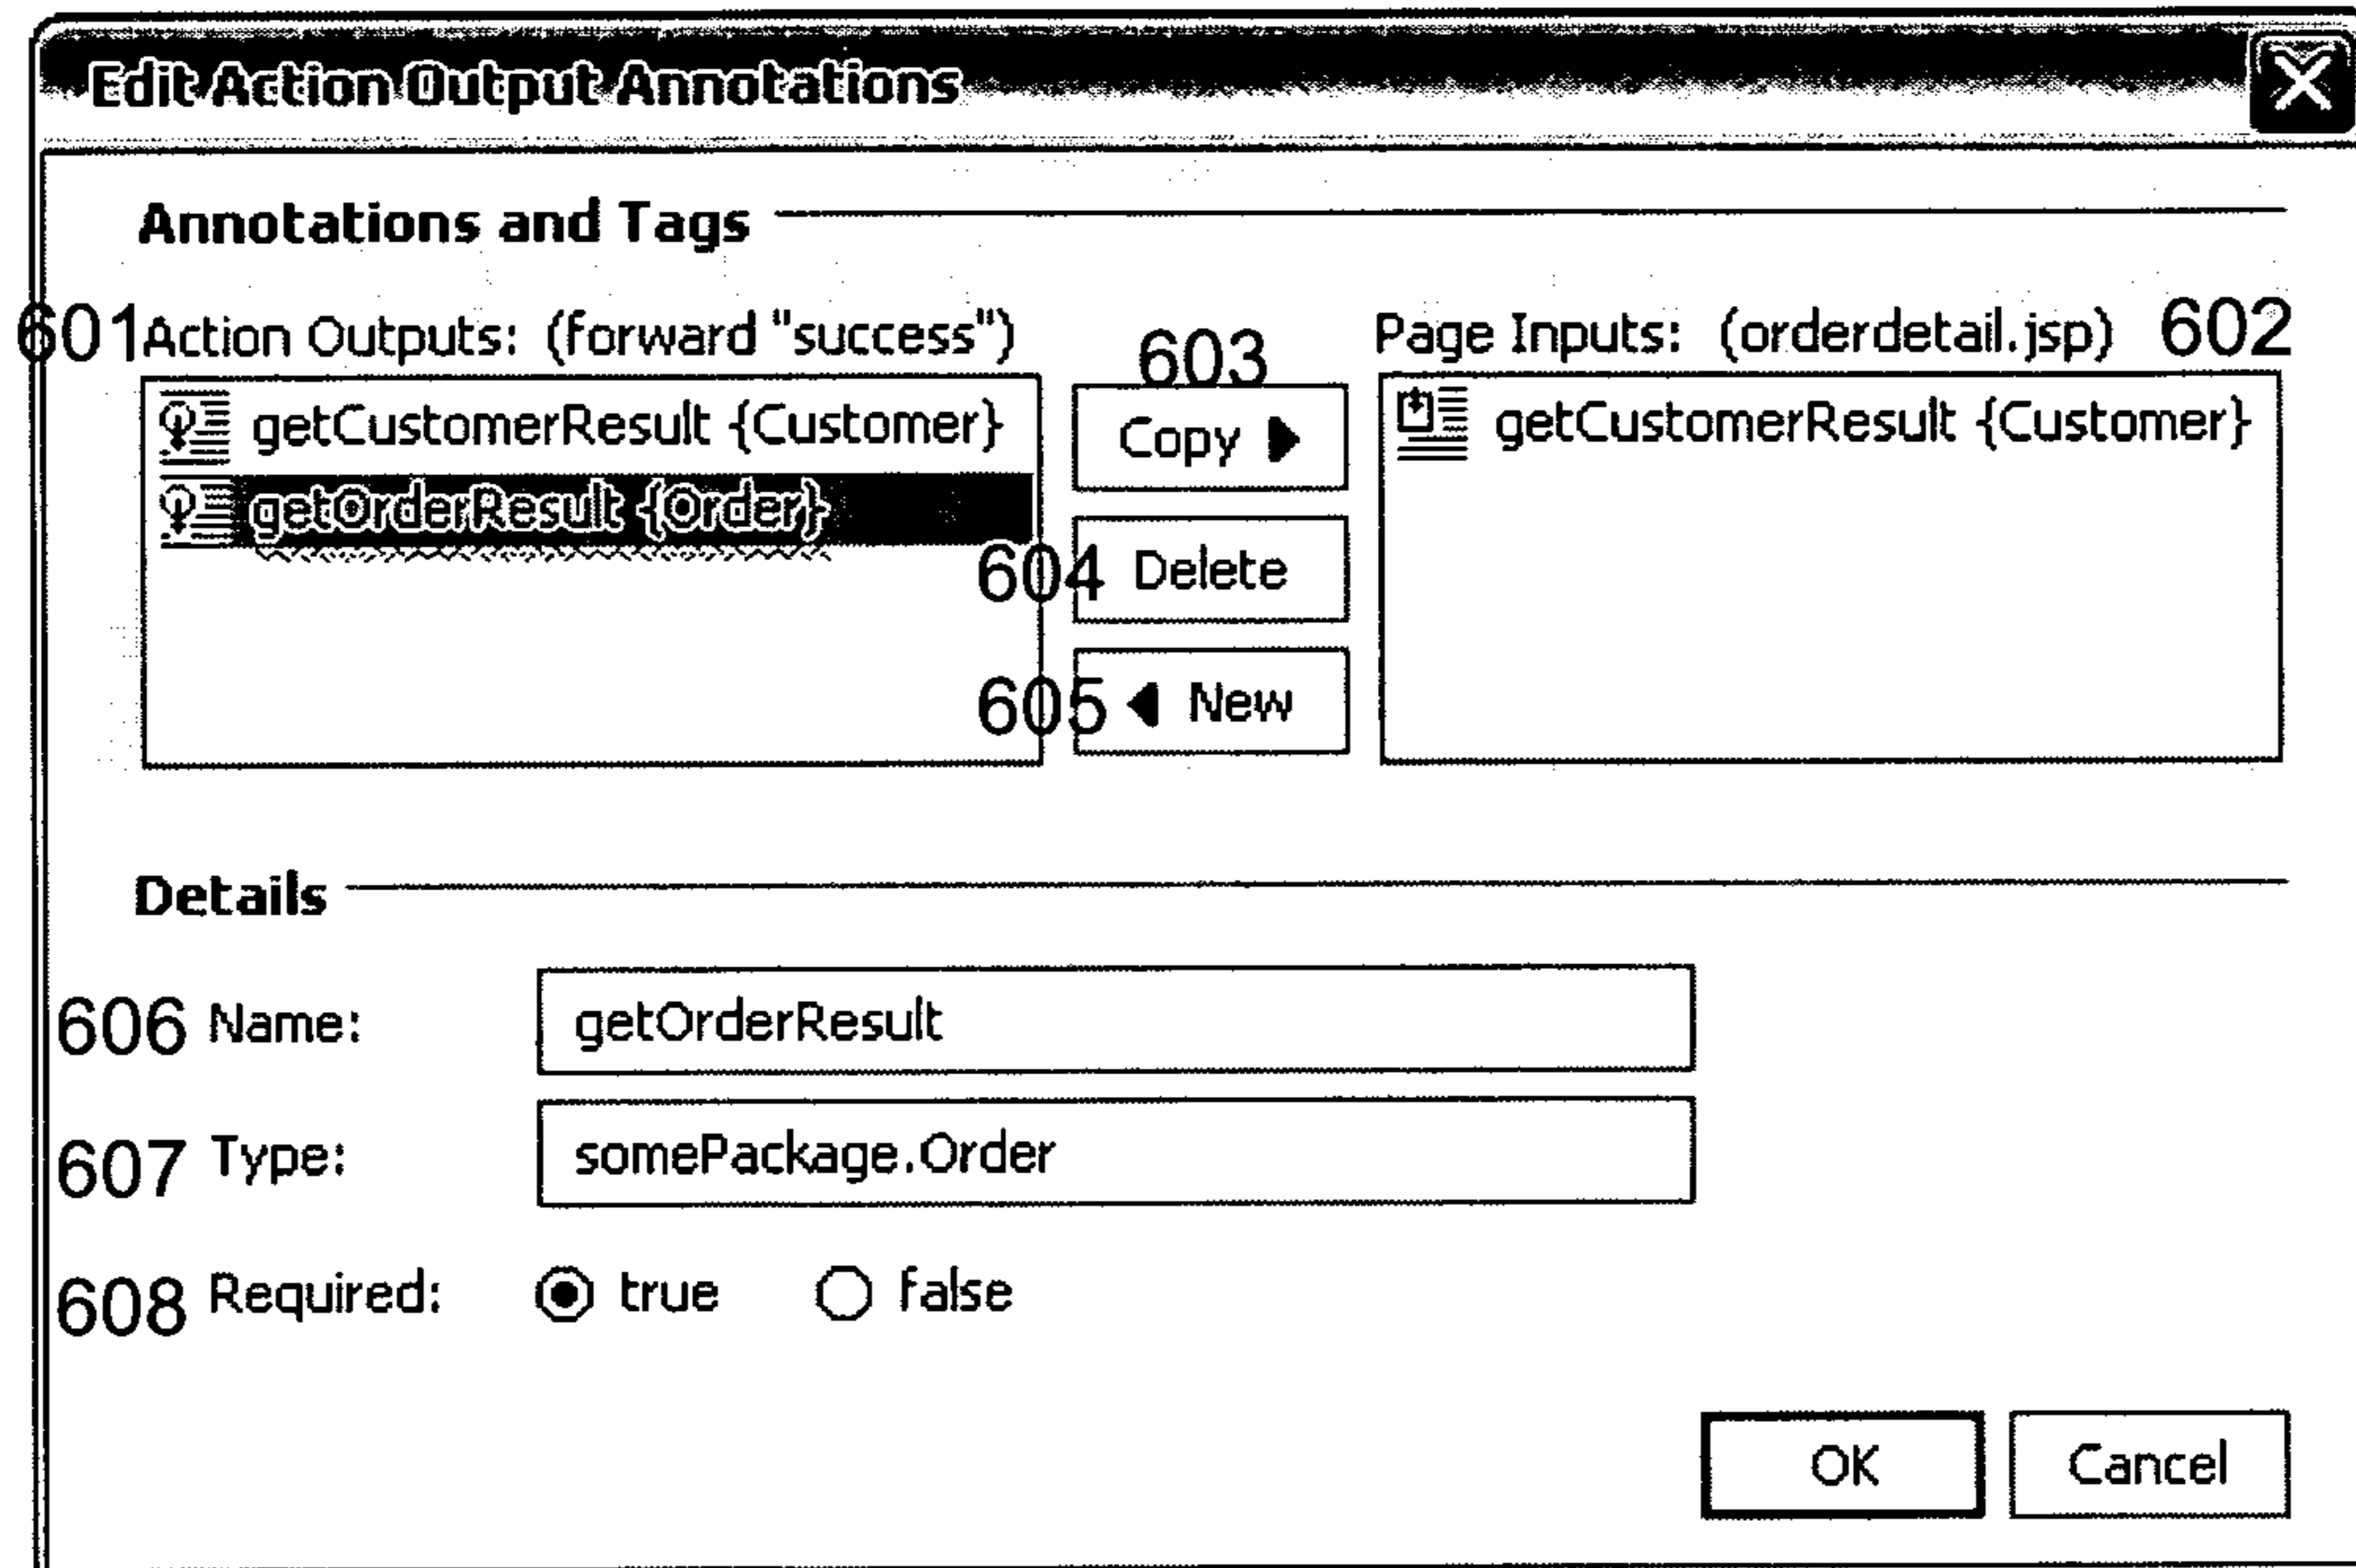 Edit Action Output Annotations
Annotations and Tags
601 Action Outputs: (forward "success")
603
Page Inputs: (orderdetail.jsp) 602
getCustomerResult {Customer}
Copy
getCustomerResult {Customer}
getOrderResult {Order}
604 Delete
605 New
Details
606 Name: getOrderResult
607 Type: somePackage.Order
608 Required: true false
OK Cancel